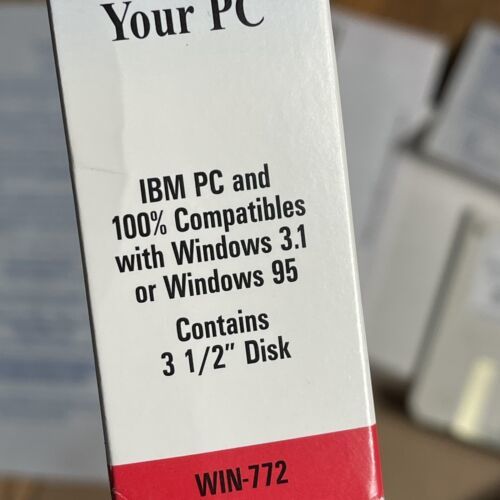 Your PC
IBM PC and
100% Compatibles
with Windows 3.1
or Windows 95
Contains
3 1/2" Disk
WIN-772